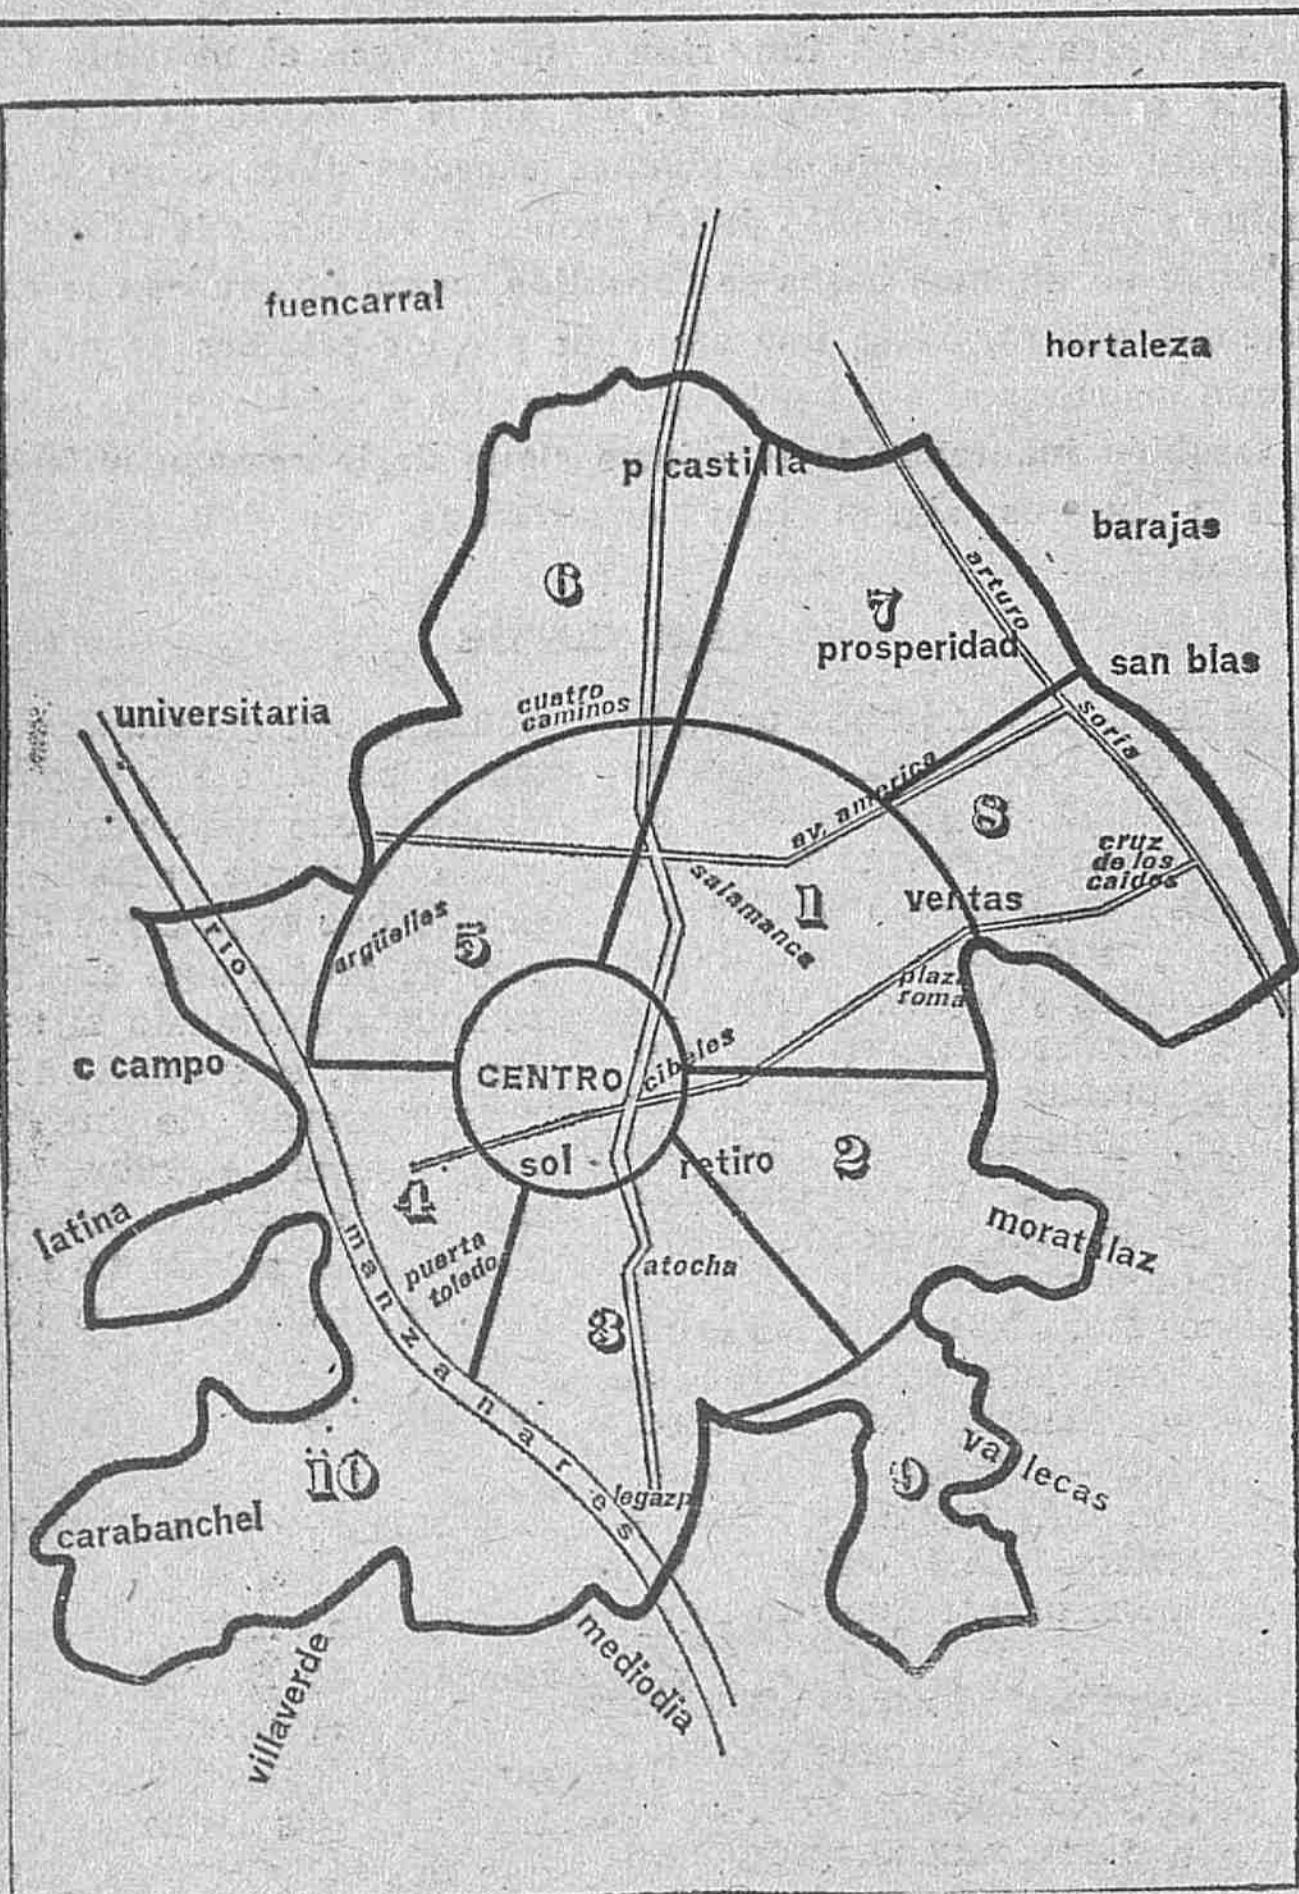 fuencarral
hortaleza
p castilla
barajas
6
7
arturo
prosperidad
san blas
cuatro
caminos
universitaria
soria
av. america
8
cruz
de los
caidos
salamanca
1
ventas
argüelles
5
rio
plaza
roma
c campo
CENTRO
cibeles
sol
retiro
2
4
latina
moratalaz
manzanares
puerta
toledo
atocha
3
vallecas
10
9
legazpi
carabanchel
villaverde
mediodia